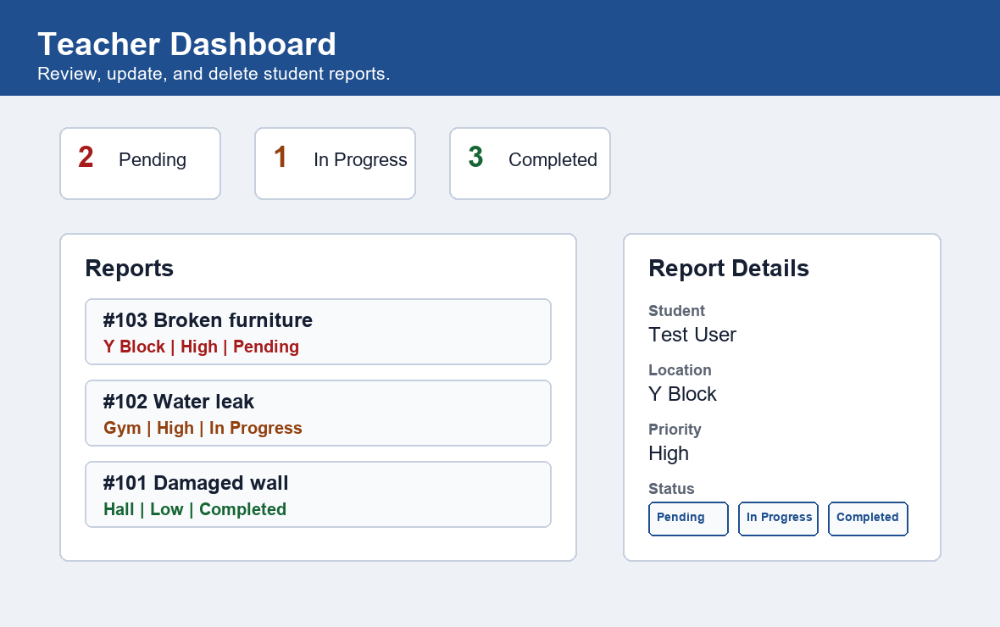 Teacher Dashboard
Review, update, and delete student reports.
2 Pending
1 In Progress
3 Completed
Reports
#103 Broken furniture
Y Block | High | Pending
#102 Water leak
Gym | High | In Progress
#101 Damaged wall
Hall | Low | Completed
Report Details
Student
Test User
Location
Y Block
Priority
High
Status
Pending
In Progress
Completed